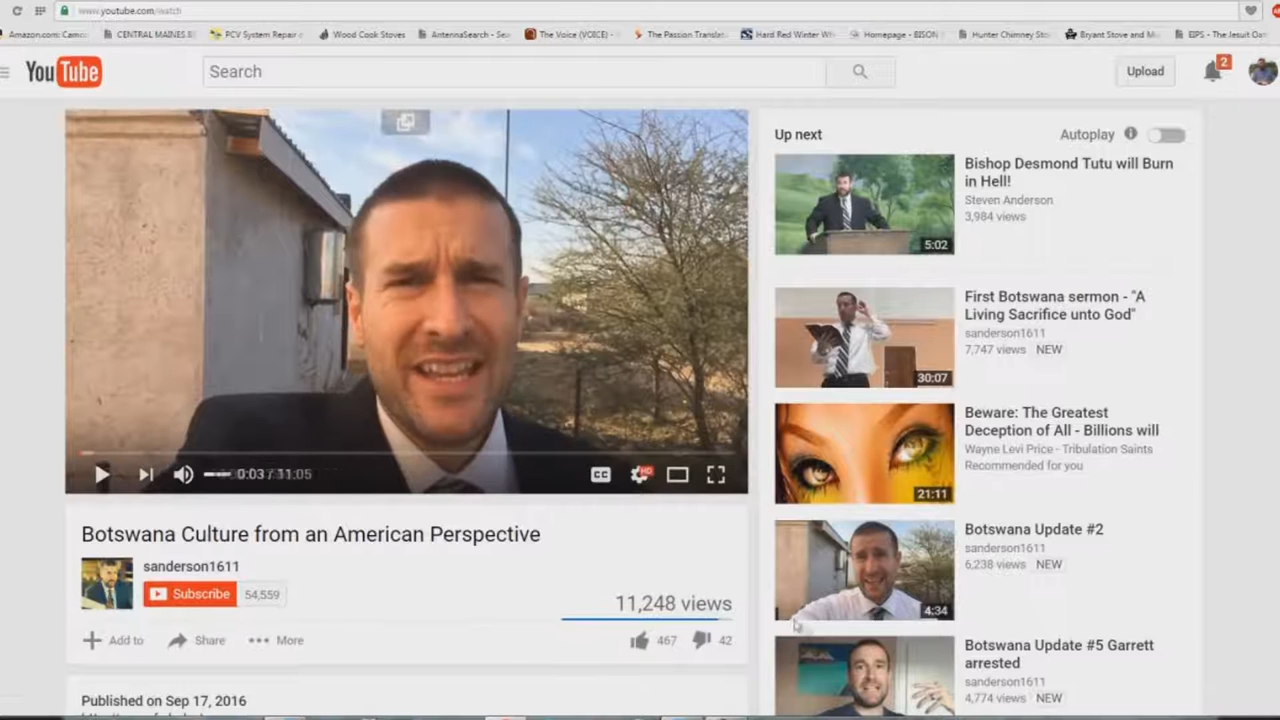 www.youtube.com/watch
Amazon.com: Camco
CENTRAL MAINES B
PCV System Repair
Wood Cook Stoves
AntennaSearch - Sea
The Voice (VOICE) -
The Passion Translat
Hard Red Winter Wh
Homepage - BISON
Hunter Chimney Sto
Bryant Stove and Mu
EIPS - The Jesuit Oat
YouTube
Search
Upload
2
Up next
Autoplay
Bishop Desmond Tutu will Burn
in Hell!
Steven Anderson
3,984 views
5:02
First Botswana sermon - "A
Living Sacrifice unto God"
sanderson1611
7,747 views NEW
30:07
Beware: The Greatest
Deception of All - Billions will
Wayne Levi Price - Tribulation Saints
Recommended for you
21:11
Botswana Update #2
sanderson1611
6,238 views NEW
4:34
Botswana Update #5 Garrett
arrested
sanderson1611
4,774 views NEW
0:03 / 11:05
CC
HD
Botswana Culture from an American Perspective
sanderson1611
Subscribe 54,559
11,248 views
Add to Share More
467 42
Published on Sep 17, 2016